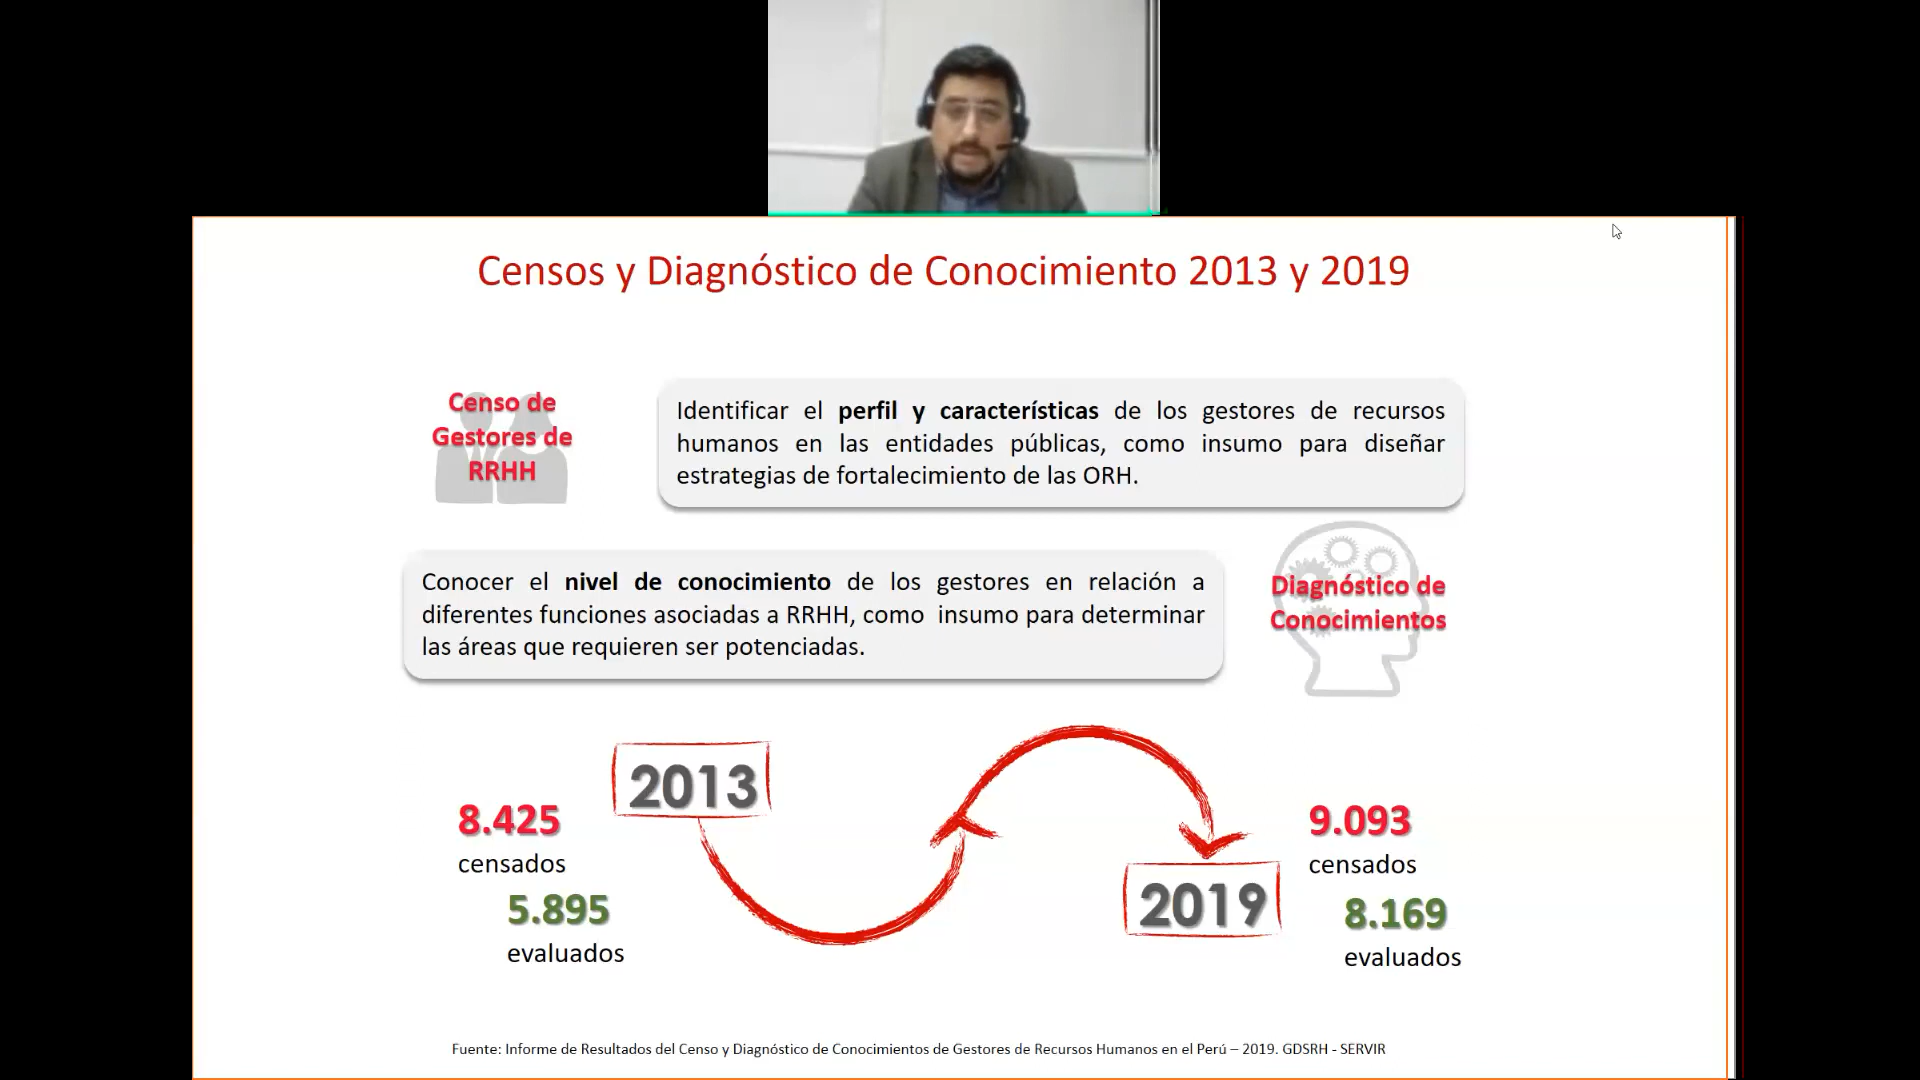 Censos y Diagnóstico de Conocimiento 2013 y 2019
Censo de
Gestores de
RRHH
Identificar el perfil y características de los gestores de recursos
humanos en las entidades públicas, como insumo para diseñar
estrategias de fortalecimiento de las ORH.
Conocer el nivel de conocimiento de los gestores en relación a
diferentes funciones asociadas a RRHH, como insumo para determinar
las áreas que requieren ser potenciadas.
Diagnóstico de
Conocimientos
2013
8.425
censados
5.895
evaluados
2019
9.093
censados
8.169
evaluados
Fuente: Informe de Resultados del Censo y Diagnóstico de Conocimientos de Gestores de Recursos Humanos en el Perú – 2019. GDSRH - SERVIR